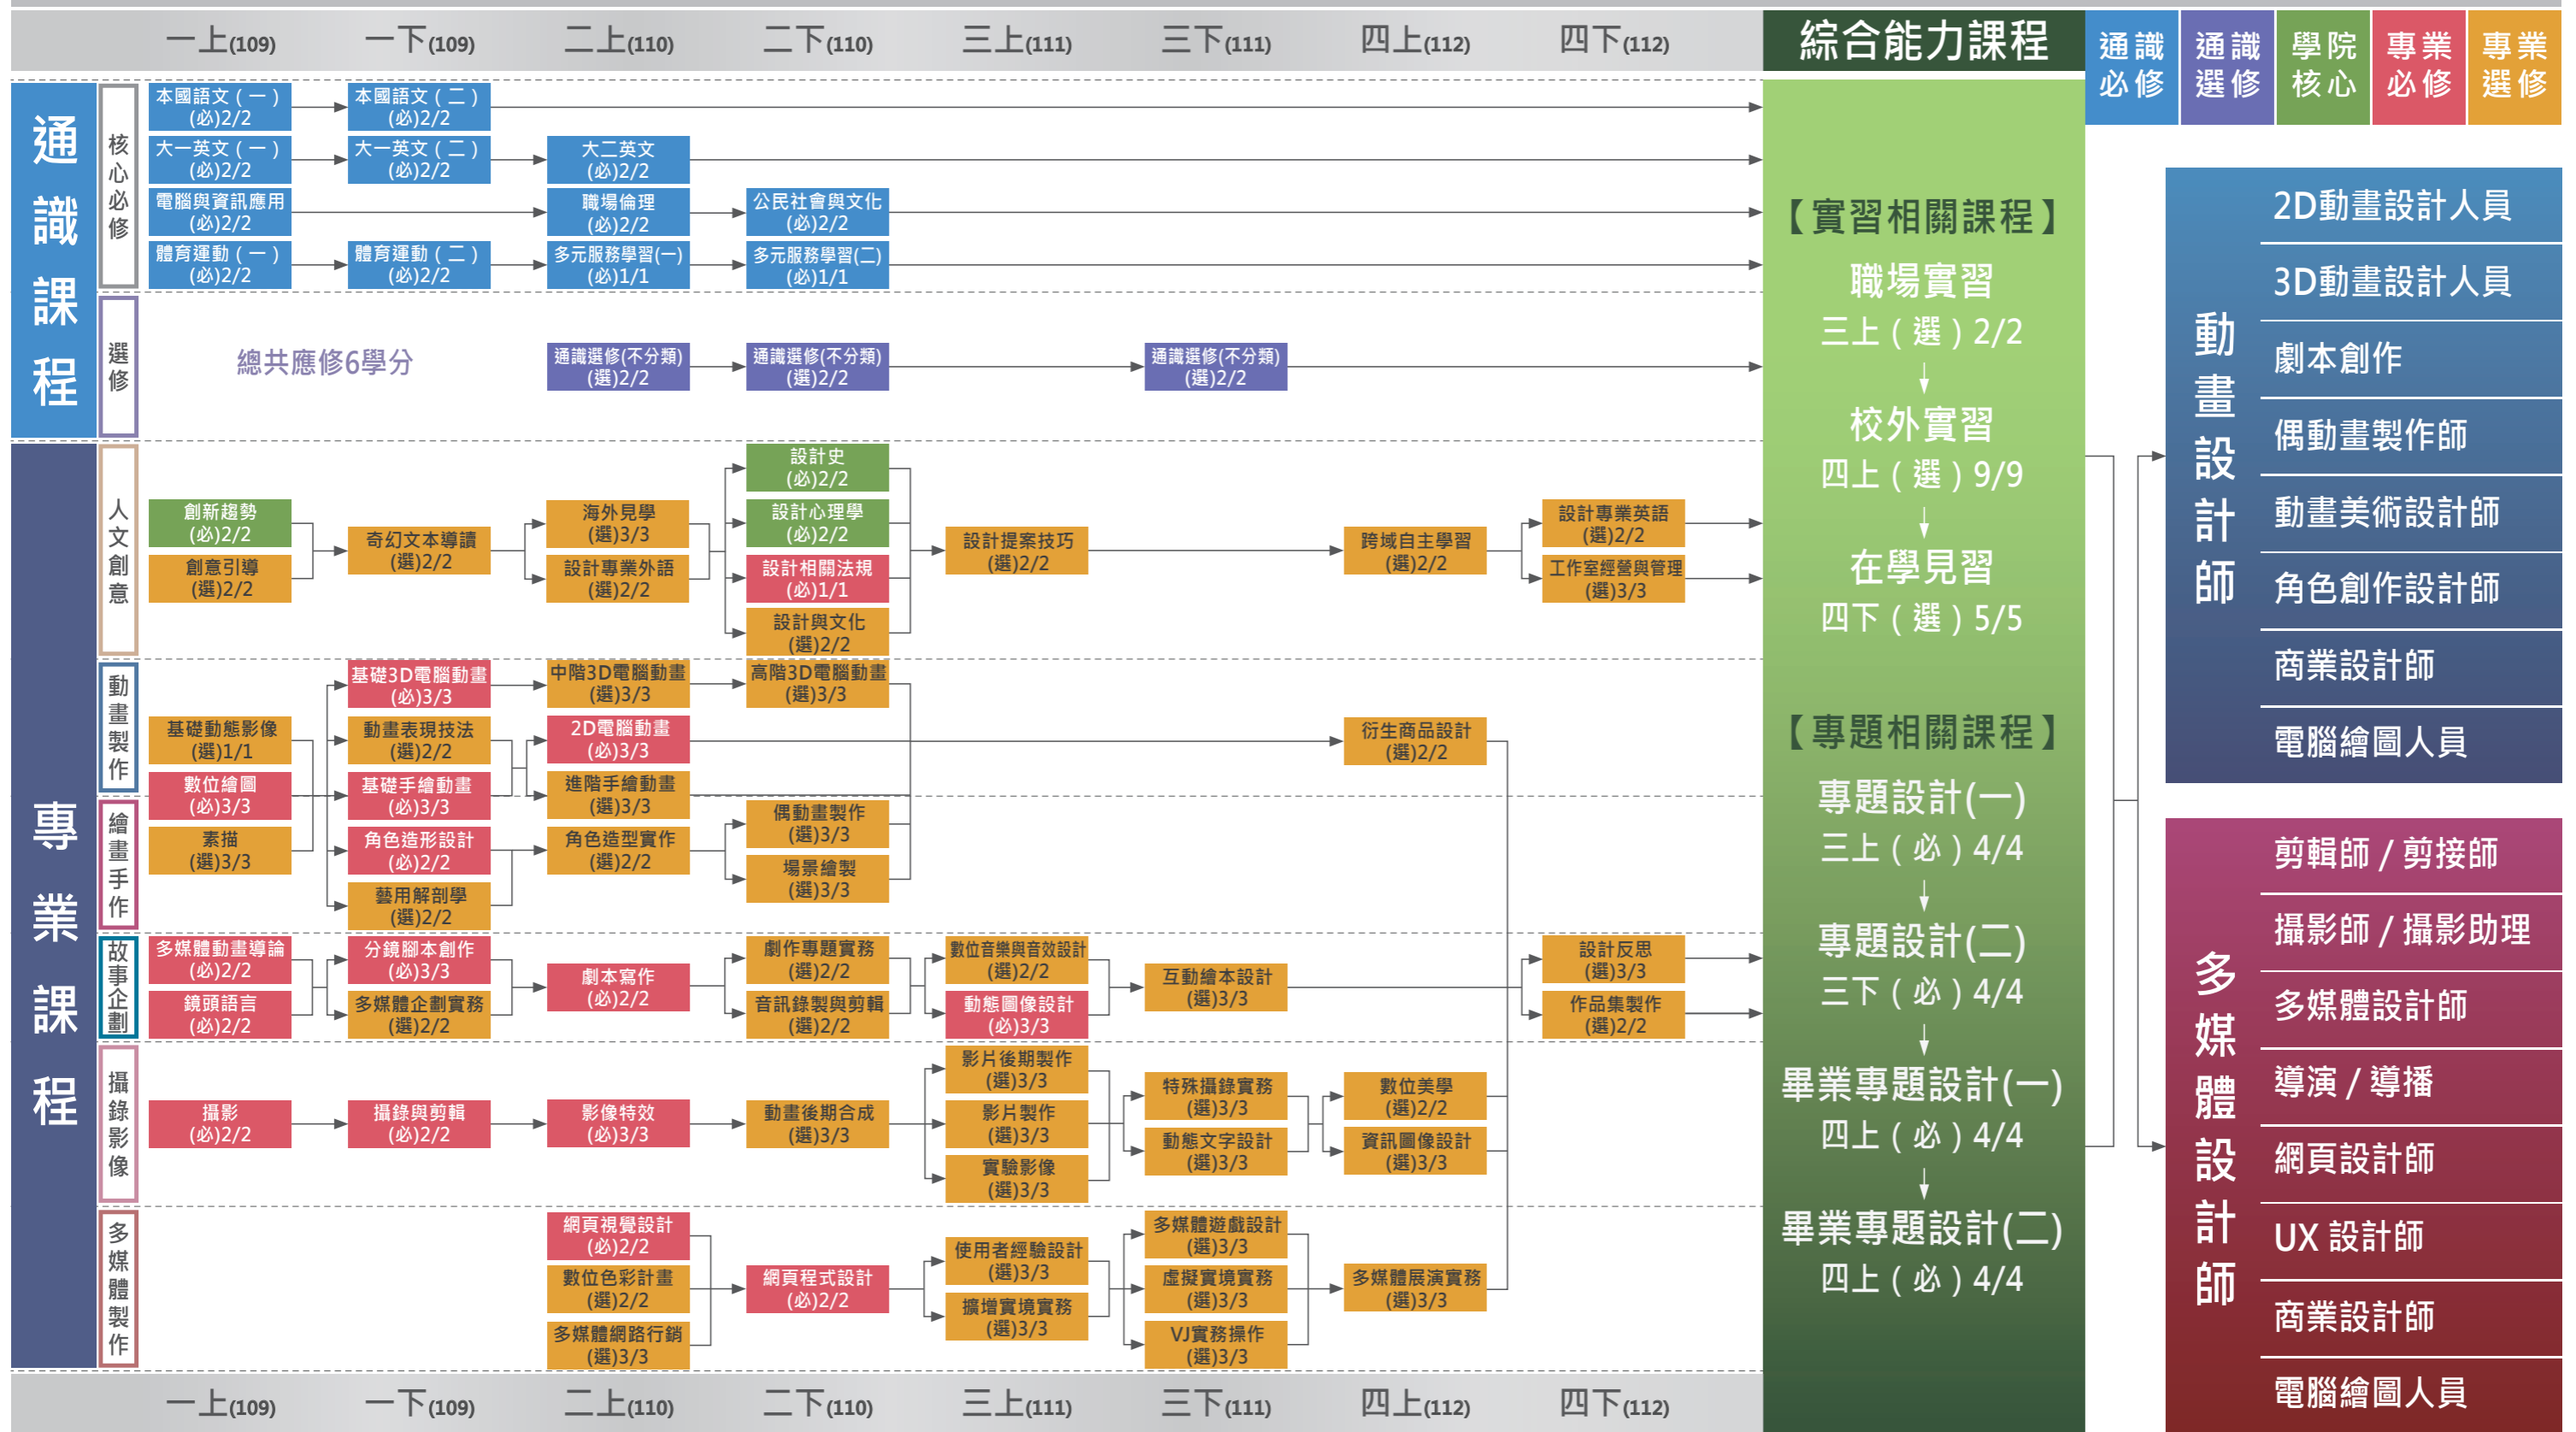 一上(109)
一下(109)
二上(110)
二下(110)
三上(111)
三下(111)
四上(112)
四下(112)
綜合能力課程
通識
必修
通識
選修
學院
核心
專業
必修
專業
選修
通識課程
核心必修
本國語文(一)
(必)2/2
本國語文(二)
(必)2/2
大一英文(一)
(必)2/2
大一英文(二)
(必)2/2
大二英文
(必)2/2
電腦與資訊應用
(必)2/2
職場倫理
(必)2/2
公民社會與文化
(必)2/2
體育運動(一)
(必)2/2
體育運動(二)
(必)2/2
多元服務學習(一)
(必)1/1
多元服務學習(二)
(必)1/1
選修
總共應修6學分
通識選修(不分類)
(選)2/2
通識選修(不分類)
(選)2/2
通識選修(不分類)
(選)2/2
專業課程
人文創意
創新趨勢
(必)2/2
創意引導
(選)2/2
奇幻文本導讀
(選)2/2
海外見學
(選)3/3
設計專業外語
(選)2/2
設計史
(必)2/2
設計心理學
(必)2/2
設計相關法規
(必)1/1
設計與文化
(選)2/2
設計提案技巧
(選)2/2
跨域自主學習
(選)2/2
設計專業英語
(選)2/2
工作室經營與管理
(選)3/3
動畫製作
基礎動態影像
(選)1/1
數位繪圖
(必)3/3
基礎3D電腦動畫
(必)3/3
動畫表現技法
(選)2/2
基礎手繪動畫
(必)3/3
中階3D電腦動畫
(選)3/3
2D電腦動畫
(必)3/3
進階手繪動畫
(選)3/3
高階3D電腦動畫
(選)3/3
衍生商品設計
(選)2/2
繪畫手作
素描
(選)3/3
角色造形設計
(必)2/2
藝用解剖學
(選)2/2
角色造型實作
(選)2/2
偶動畫製作
(選)3/3
場景繪製
(選)3/3
故事企劃
多媒體動畫導論
(必)2/2
鏡頭語言
(必)2/2
分鏡腳本創作
(必)3/3
多媒體企劃實務
(選)2/2
劇本寫作
(必)2/2
劇作專題實務
(選)2/2
音訊錄製與剪輯
(選)2/2
數位音樂與音效設計
(選)2/2
動態圖像設計
(必)3/3
互動繪本設計
(選)3/3
設計反思
(選)3/3
作品集製作
(選)2/2
攝錄影像
攝影
(必)2/2
攝錄與剪輯
(必)2/2
影像特效
(必)3/3
動畫後期合成
(選)3/3
影片後期製作
(選)3/3
影片製作
(選)3/3
實驗影像
(選)3/3
特殊攝錄實務
(選)3/3
動態文字設計
(選)3/3
數位美學
(選)2/2
資訊圖像設計
(選)3/3
多媒體製作
網頁視覺設計
(必)2/2
數位色彩計畫
(選)2/2
多媒體網路行銷
(選)3/3
網頁程式設計
(必)2/2
使用者經驗設計
(選)3/3
擴增實境實務
(選)3/3
多媒體遊戲設計
(選)3/3
虛擬實境實務
(選)3/3
VJ實務操作
(選)3/3
多媒體展演實務
(選)3/3
【實習相關課程】
職場實習
三上(選)2/2
校外實習
四上(選)9/9
在學見習
四下(選)5/5
【專題相關課程】
專題設計(一)
三上(必)4/4
專題設計(二)
三下(必)4/4
畢業專題設計(一)
四上(必)4/4
畢業專題設計(二)
四上(必)4/4
動畫設計師
2D動畫設計人員
3D動畫設計人員
劇本創作
偶動畫製作師
動畫美術設計師
角色創作設計師
商業設計師
電腦繪圖人員
多媒體設計師
剪輯師 / 剪接師
攝影師 / 攝影助理
多媒體設計師
導演 / 導播
網頁設計師
UX 設計師
商業設計師
電腦繪圖人員
一上(109)
一下(109)
二上(110)
二下(110)
三上(111)
三下(111)
四上(112)
四下(112)